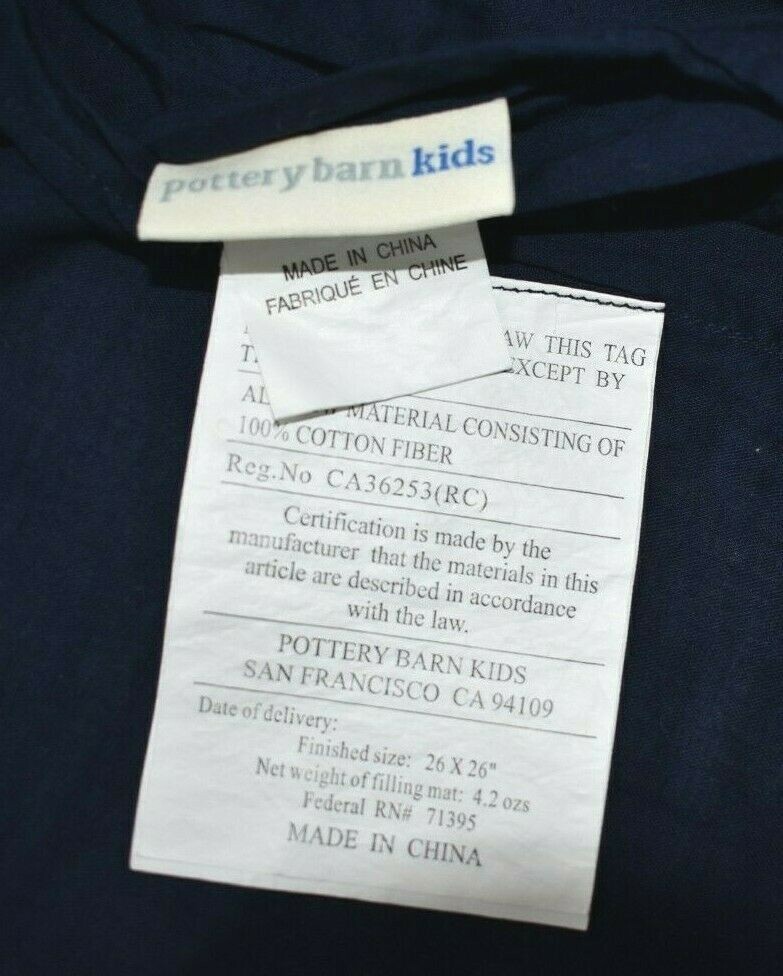 pottery barn kids
MADE IN CHINA
FABRIQUÉ EN CHINE
THIS TAG
EXCEPT BY
MATERIAL CONSISTING OF
100% COTTON FIBER
Reg.No CA36253(RC)
Certification is made by the
manufacturer that the materials in this
article are described in accordance
with the law.
POTTERY BARN KIDS
SAN FRANCISCO CA 94109
Date of delivery:
Finished size: 26 X 26"
Net weight of filling mat: 4.2 ozs
Federal RN# 71395
MADE IN CHINA